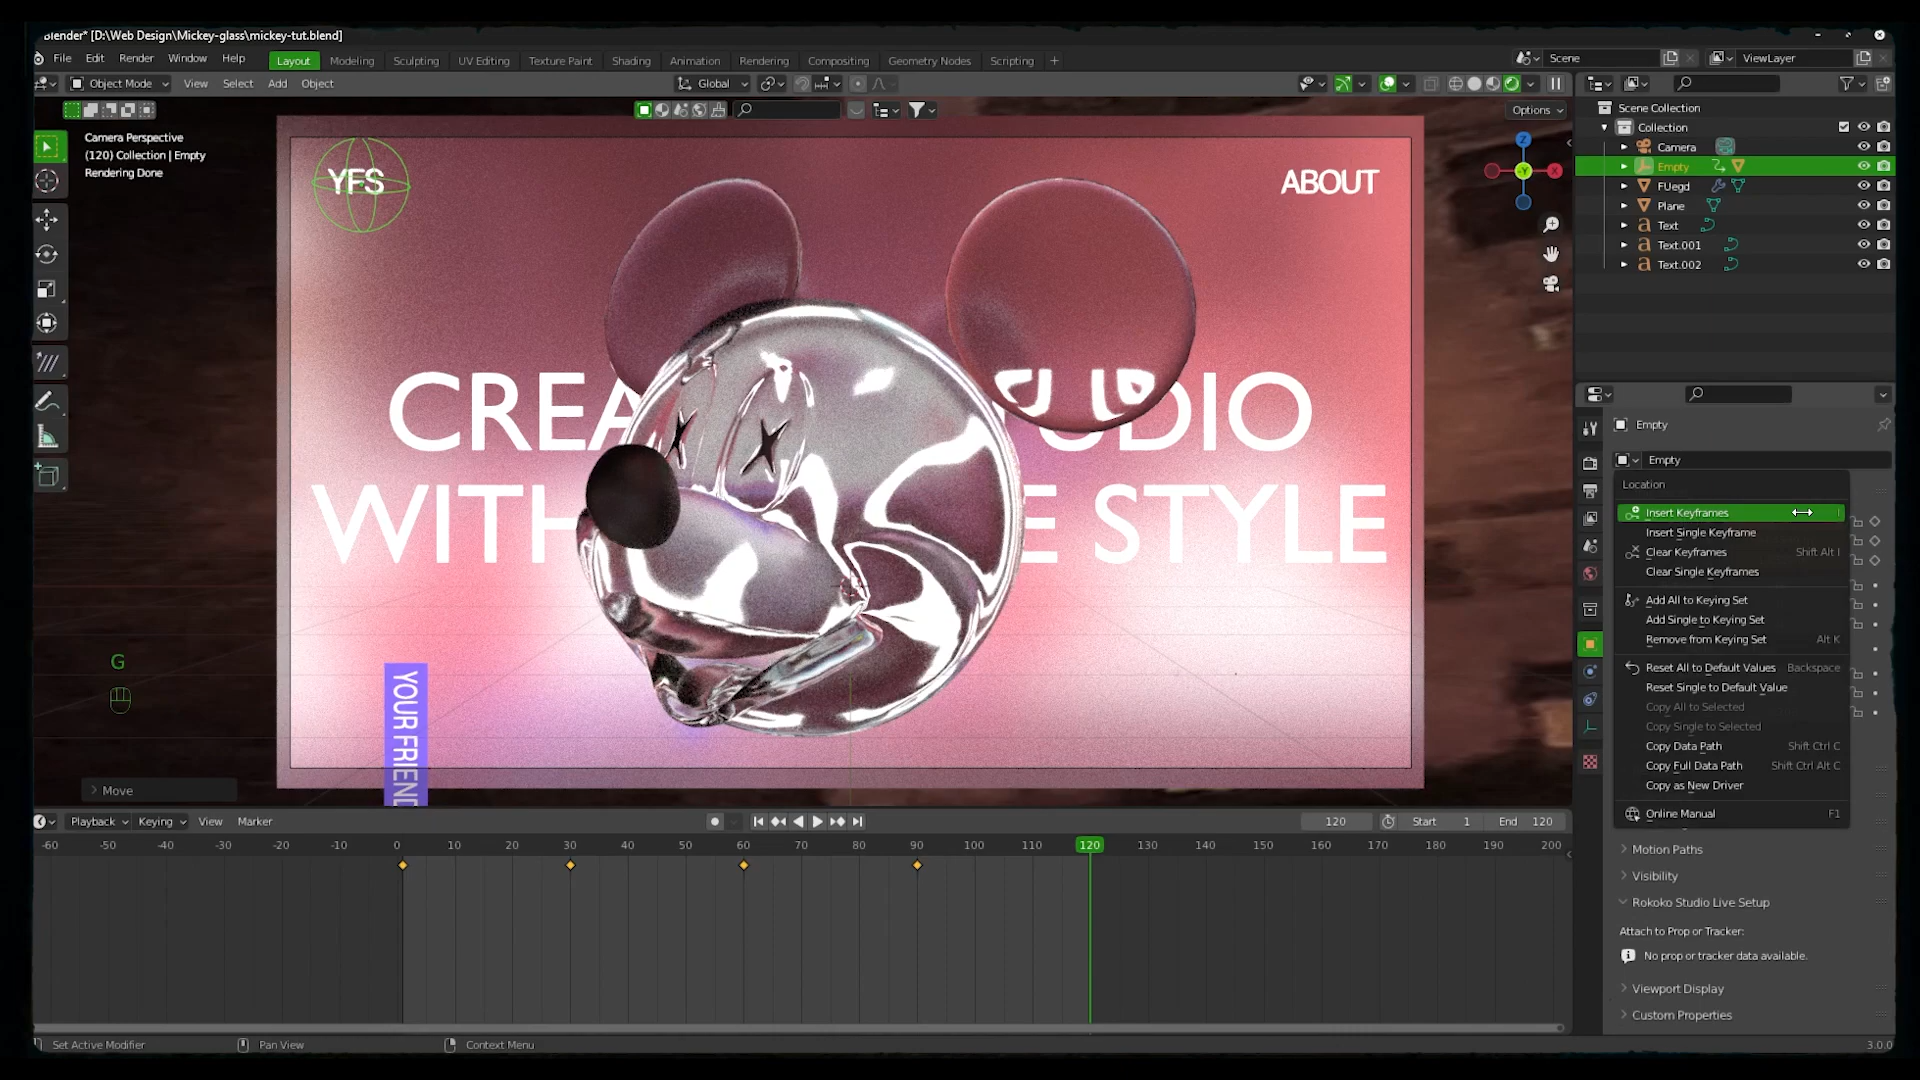 Blender* [D:\Web Design\Mickey-glass\mickey-tut.blend]
File Edit Render Window Help Layout Modeling Sculpting UV Editing Texture Paint Shading Animation Rendering Compositing Geometry Nodes Scripting +
Scene ViewLayer
Object Mode View Select Add Object Global
Options
Camera Perspective
(120) Collection | Empty
Rendering Done
YFS
ABOUT
CREA UDIO
WITH E STYLE
YOUR FRIEND
G
Move
Scene Collection
Collection
Camera
Empty
FUegd
Plane
Text
Text.001
Text.002
Empty
Empty
Location
Insert Keyframes I
Insert Single Keyframe
Clear Keyframes Shift Alt I
Clear Single Keyframes
Add All to Keying Set
Add Single to Keying Set
Remove from Keying Set Alt K
Reset All to Default Values Backspace
Reset Single to Default Value
Copy All to Selected
Copy Single to Selected
Copy Data Path Shift Ctrl C
Copy Full Data Path Shift Ctrl Alt C
Copy as New Driver
Online Manual F1
Motion Paths
Visibility
Rokoko Studio Live Setup
Attach to Prop or Tracker:
No prop or tracker data available.
Viewport Display
Custom Properties
Playback Keying View Marker
120 Start 1 End 120
-60 -50 -40 -30 -20 -10 0 10 20 30 40 50 60 70 80 90 100 110 120 130 140 150 160 170 180 190 200
Set Active Modifier Pan View Context Menu
3.0.0
X
-Y
Z